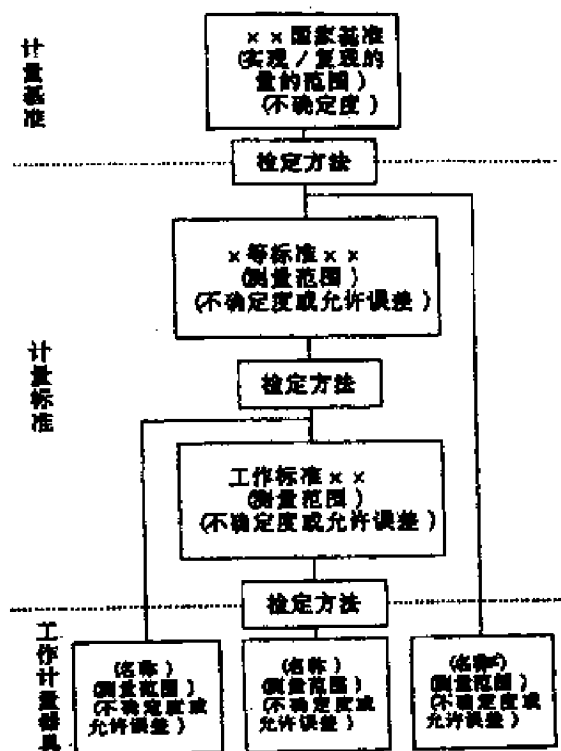 计量基准
××国家基准
(实现/复现的
量的范围)
(不确定度)
检定方法
计量标准
×等标准××
(测量范围)
(不确定度或允许误差)
检定方法
工作标准××
(测量范围)
(不确定度或允许误差)
检定方法
工作计量器具
(名称)
(测量范围)
(不确定度或
允许误差)
(名称)
(测量范围)
(不确定度或
允许误差)
(名称)
(测量范围)
(不确定度或
允许误差)